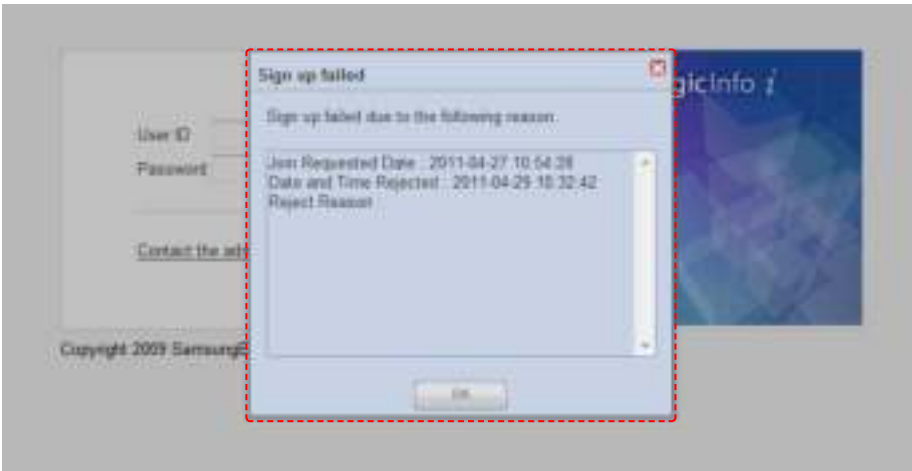 Sign up failed
gicInfo i
Sign up failed due to the following reason.
User ID
Join Requested Date : 2011-04-27 10:54:28
Password
Date and Time Rejected : 2011-04-29 10:32:42
Reject Reason
Contact the
Copyright 2009 Samsung
OK